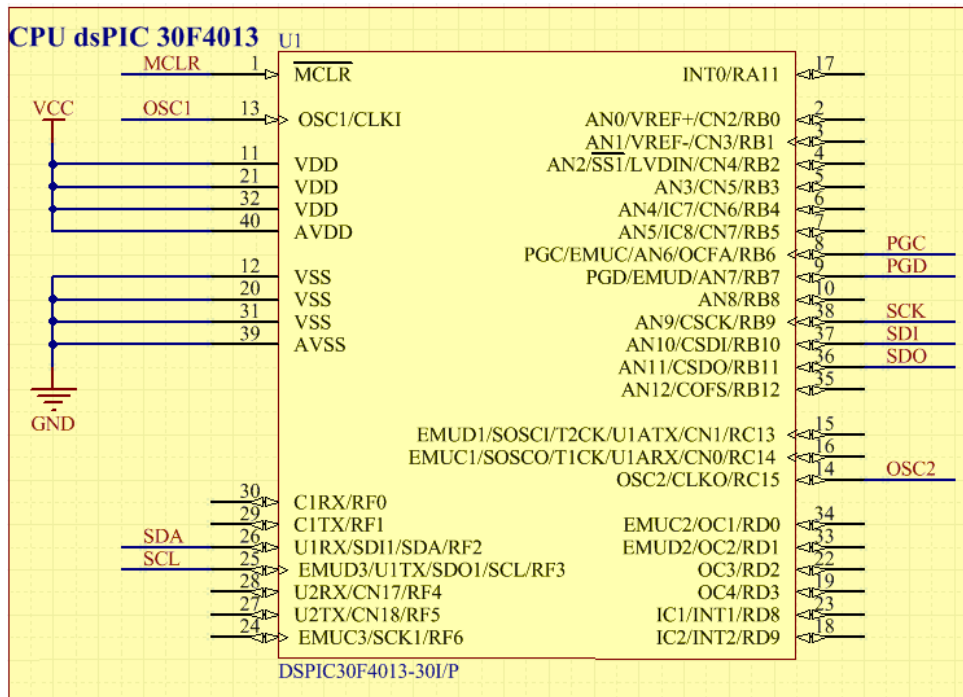 CPU dsPIC 30F4013
U1
MCLR 1 MCLR
OSC1 13 OSC1/CLKI
VCC
11 VDD
21 VDD
32 VDD
40 AVDD
12 VSS
20 VSS
31 VSS
39 AVSS
GND
30 C1RX/RF0
29 C1TX/RF1
SDA 26 U1RX/SDI1/SDA/RF2
SCL 25 EMUD3/U1TX/SDO1/SCL/RF3
28 U2RX/CN17/RF4
27 U2TX/CN18/RF5
24 EMUC3/SCK1/RF6
INT0/RA11 17
AN0/VREF+/CN2/RB0 2
AN1/VREF-/CN3/RB1 3
AN2/SS1/LVDIN/CN4/RB2 4
AN3/CN5/RB3 5
AN4/IC7/CN6/RB4 6
AN5/IC8/CN7/RB5 7
PGC/EMUC/AN6/OCFA/RB6 8 PGC
PGD/EMUD/AN7/RB7 9 PGD
AN8/RB8 10
AN9/CSCK/RB9 38 SCK
AN10/CSDI/RB10 37 SDI
AN11/CSDO/RB11 36 SDO
AN12/COFS/RB12 35
EMUD1/SOSCI/T2CK/U1ATX/CN1/RC13 15
EMUC1/SOSCO/T1CK/U1ARX/CN0/RC14 16
OSC2/CLKO/RC15 14 OSC2
EMUC2/OC1/RD0 34
EMUD2/OC2/RD1 33
OC3/RD2 22
OC4/RD3 19
IC1/INT1/RD8 23
IC2/INT2/RD9 18
DSPIC30F4013-30I/P